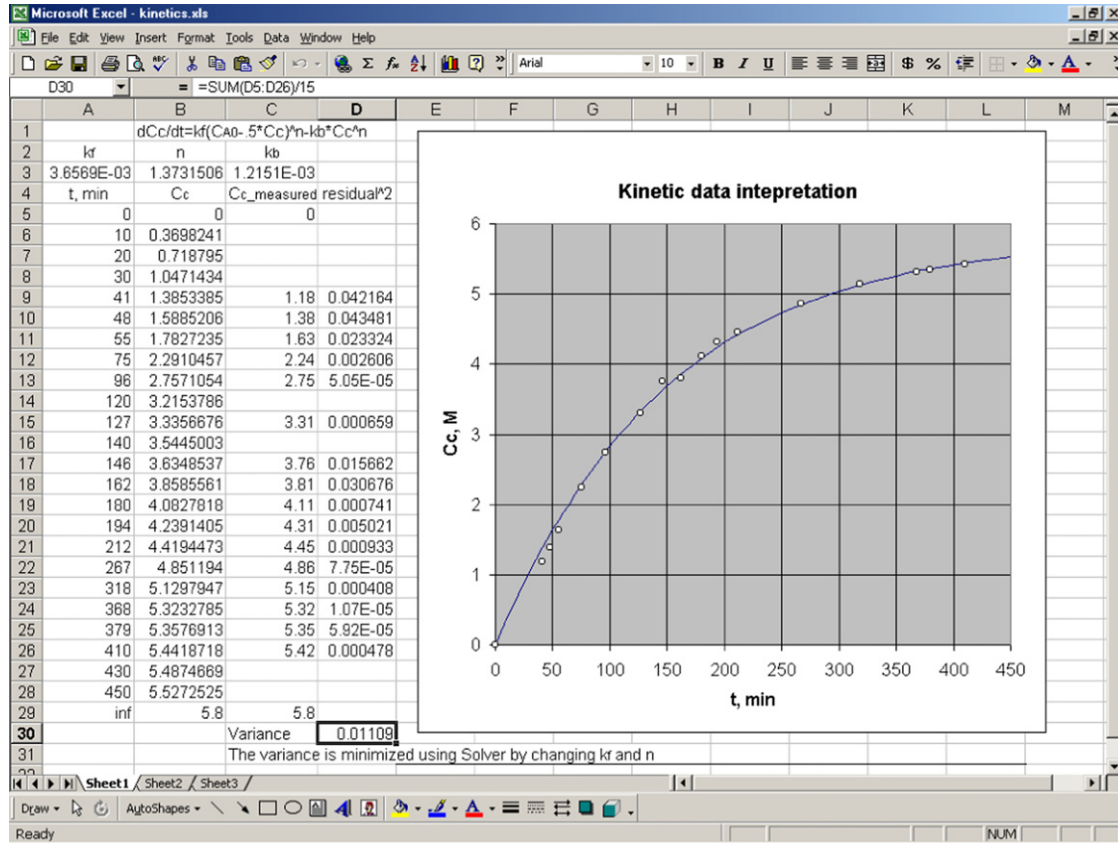 Microsoft Excel - kinetics.xls
File Edit View Insert Format Tools Data Window Help
Arial 10 B I U $ %
D30 = =SUM(D5:D26)/15
A B C D E F G H I J K L M
1 dCc/dt=kf(CA0-.5*Cc)^n-kb*Cc^n
2 kf n kb
3 3.6569E-03 1.3731506 1.2151E-03
4 t, min Cc Cc_measured residual^2
5 0 0 0
6 10 0.3698241
7 20 0.718795
8 30 1.0471434
9 41 1.3853385 1.18 0.042164
10 48 1.5885206 1.38 0.043481
11 55 1.7827235 1.63 0.023324
12 75 2.2910457 2.24 0.002606
13 96 2.7571054 2.75 5.05E-05
14 120 3.2153786
15 127 3.3356676 3.31 0.000659
16 140 3.5445003
17 146 3.6348537 3.76 0.015662
18 162 3.8585561 3.81 0.030676
19 180 4.0827818 4.11 0.000741
20 194 4.2391405 4.31 0.005021
21 212 4.4194473 4.45 0.000933
22 267 4.851194 4.86 7.75E-05
23 318 5.1297947 5.15 0.000408
24 368 5.3232785 5.32 1.07E-05
25 379 5.3576913 5.35 5.92E-05
26 410 5.4418718 5.42 0.000478
27 430 5.4874669
28 450 5.5272525
29 inf 5.8 5.8
30 Variance 0.01109
31 The variance is minimized using Solver by changing kf and n
Kinetic data intepretation
6
5
4
3
2
1
0
Cc, M
0 50 100 150 200 250 300 350 400 450
t, min
Sheet1 Sheet2 Sheet3
Draw AutoShapes
Ready NUM